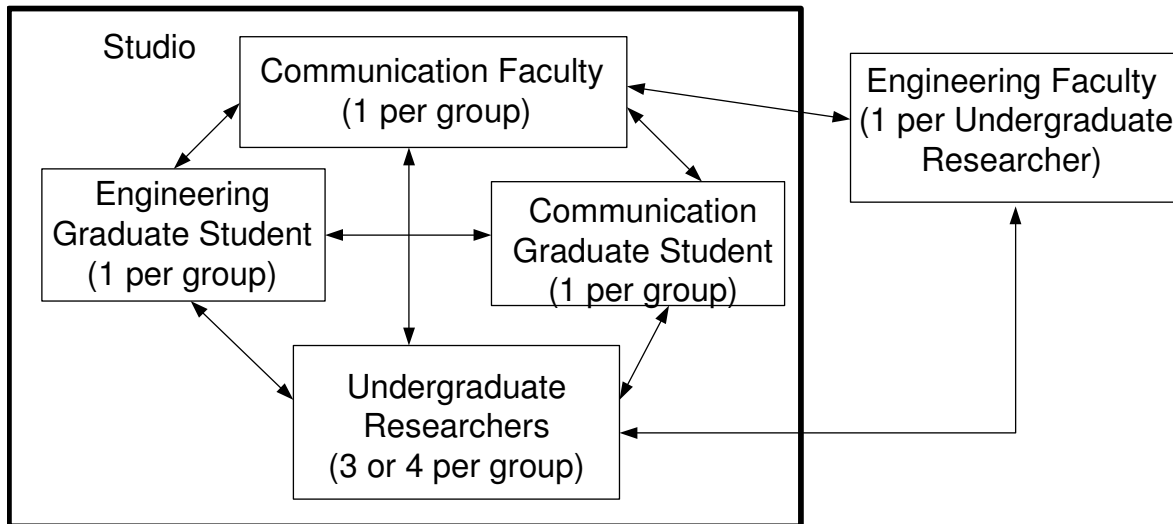 Studio
Communication Faculty
(1 per group)
Engineering Faculty
(1 per Undergraduate
Researcher)
Engineering
Graduate Student
(1 per group)
Communication
Graduate Student
(1 per group)
Undergraduate
Researchers
(3 or 4 per group)